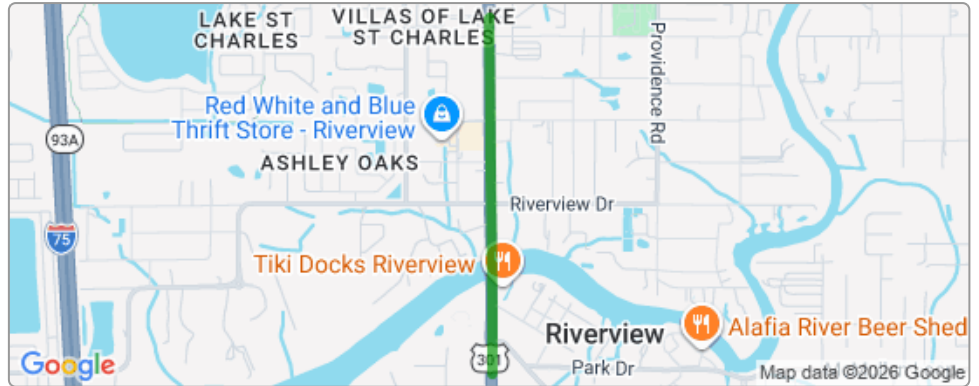 LAKE ST
CHARLES
VILLAS OF LAKE
ST CHARLES
Providence Rd
Red White and Blue
Thrift Store - Riverview
93A
ASHLEY OAKS
Riverview Dr
75
Tiki Docks Riverview
Riverview
Alafia River Beer Shed
301
Park Dr
Google
Map data ©2026 Google